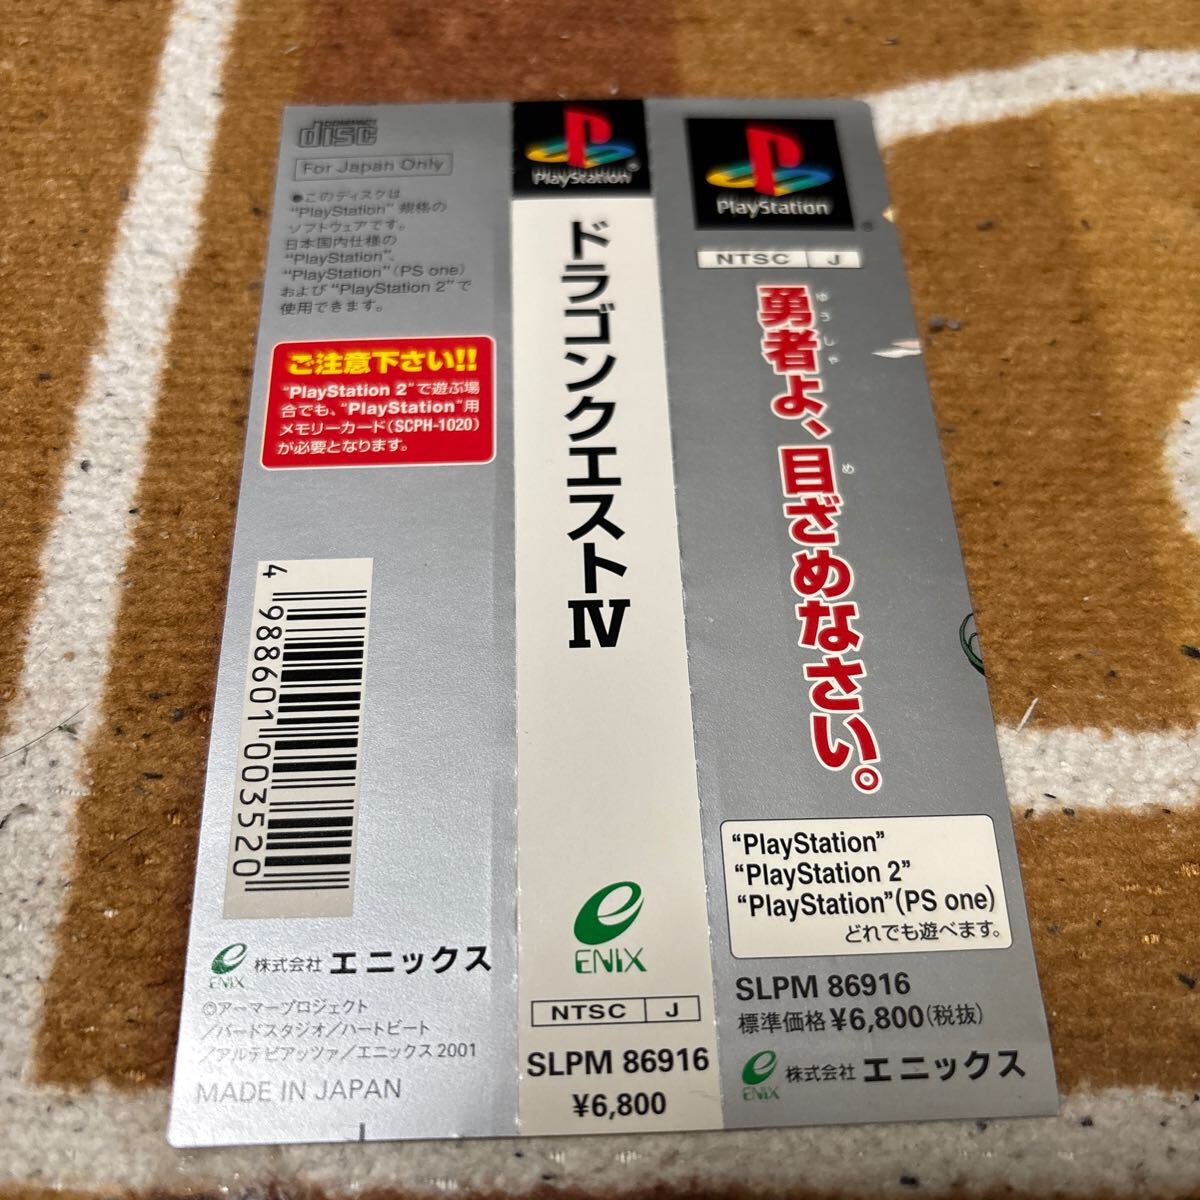 COMPACT
disc
For Japan Only
●このディスクは
“PlayStation”規格の
ソフトウェアです。
日本国内仕様の
“PlayStation”、
“PlayStation”(PS one)
および“PlayStation 2”で
使用できます。
ご注意下さい!!
“PlayStation 2”で遊ぶ場
合でも、“PlayStation”用
メモリーカード(SCPH-1020)
が必要となります。
4 988601 003520
ENIX
株式会社 エニックス
©アーマープロジェクト
/バードスタジオ/ハートビート
/アルテピアッツァ/エニックス 2001
MADE IN JAPAN
PlayStation®
ドラゴンクエストIV
ENIX
NTSC J
SLPM 86916
¥6,800
PlayStation®
NTSC J
勇者よ、目ざめなさい。
ゆうしゃ
め
“PlayStation”
“PlayStation 2”
“PlayStation”(PS one)
どれでも遊べます。
SLPM 86916
標準価格¥6,800(税抜)
ENIX
株式会社 エニックス